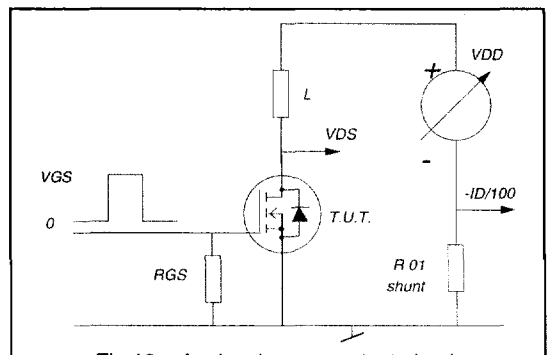 VDD
+
L
VDS
-
VGS
-ID/100
0
T.U.T.
RGS
R 01
shunt